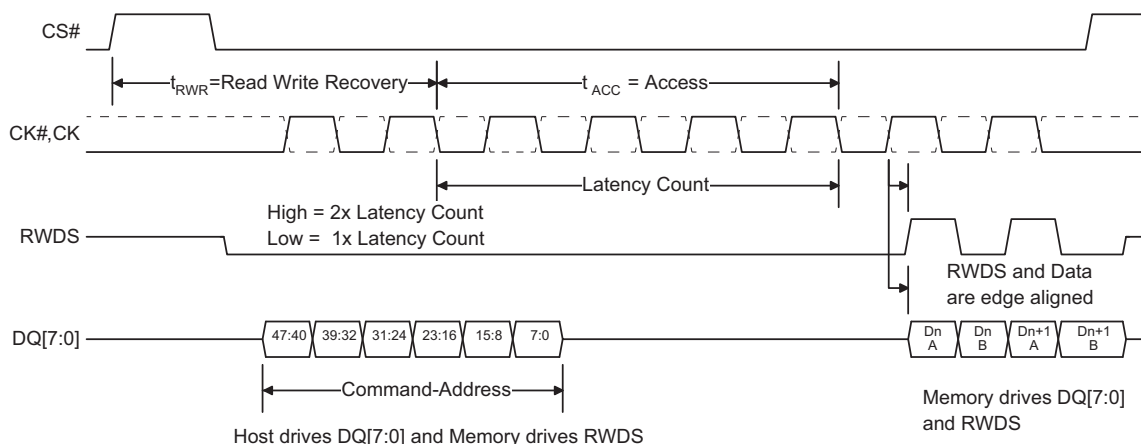 CS#
t RWR =Read Write Recovery
t ACC = Access
CK#,CK
Latency Count
High = 2x Latency Count
Low = 1x Latency Count
RWDS
RWDS and Data
are edge aligned
DQ[7:0]
47:40 39:32 31:24 23:16 15:8 7:0
Dn
A
Dn
B
Dn+1
A
Dn+1
B
Command-Address
Memory drives DQ[7:0]
and RWDS
Host drives DQ[7:0] and Memory drives RWDS